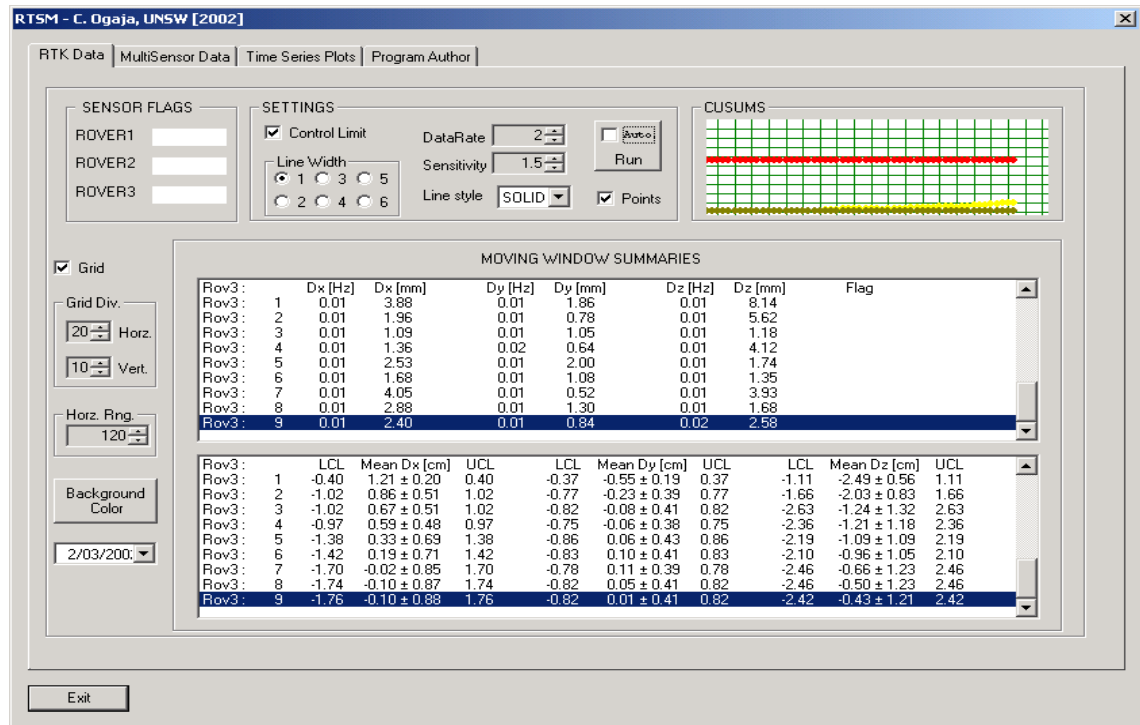 RTSM - C. Ogaja, UNSW [2002]
RTK Data MultiSensor Data Time Series Plots Program Author
SENSOR FLAGS
ROVER1
ROVER2
ROVER3
SETTINGS
Control Limit
Line Width
1 3 5
2 4 6
DataRate 2
Sensitivity 1.5
Line style SOLID
Auto
Run
Points
CUSUMS
Grid
Grid Div.
20 Horz.
10 Vert.
Horz. Rng.
120
Background
Color
2/03/200
MOVING WINDOW SUMMARIES
Rov3 : Dx [Hz] Dx [mm] Dy [Hz] Dy [mm] Dz [Hz] Dz [mm] Flag
Rov3 : 1 0.01 3.88 0.01 1.86 0.01 8.14
Rov3 : 2 0.01 1.96 0.01 0.78 0.01 5.62
Rov3 : 3 0.01 1.09 0.01 1.05 0.01 1.18
Rov3 : 4 0.01 1.36 0.02 0.64 0.01 4.12
Rov3 : 5 0.01 2.53 0.01 2.00 0.01 1.74
Rov3 : 6 0.01 1.68 0.01 1.08 0.01 1.35
Rov3 : 7 0.01 4.05 0.01 0.52 0.01 3.93
Rov3 : 8 0.01 2.88 0.01 1.30 0.01 1.68
Rov3 : 9 0.01 2.40 0.01 0.84 0.02 2.58
Rov3 : LCL Mean Dx [cm] UCL LCL Mean Dy [cm] UCL LCL Mean Dz [cm] UCL
Rov3 : 1 -0.40 1.21 ± 0.20 0.40 -0.37 -0.55 ± 0.19 0.37 -1.11 -2.49 ± 0.56 1.11
Rov3 : 2 -1.02 0.86 ± 0.51 1.02 -0.77 -0.23 ± 0.39 0.77 -1.66 -2.03 ± 0.83 1.66
Rov3 : 3 -1.02 0.67 ± 0.51 1.02 -0.82 -0.08 ± 0.41 0.82 -2.63 -1.24 ± 1.32 2.63
Rov3 : 4 -0.97 0.59 ± 0.48 0.97 -0.75 -0.06 ± 0.38 0.75 -2.36 -1.21 ± 1.18 2.36
Rov3 : 5 -1.38 0.33 ± 0.69 1.38 -0.86 0.06 ± 0.43 0.86 -2.19 -1.09 ± 1.09 2.19
Rov3 : 6 -1.42 0.19 ± 0.71 1.42 -0.83 0.10 ± 0.41 0.83 -2.10 -0.96 ± 1.05 2.10
Rov3 : 7 -1.70 -0.02 ± 0.85 1.70 -0.78 0.11 ± 0.39 0.78 -2.46 -0.66 ± 1.23 2.46
Rov3 : 8 -1.74 -0.10 ± 0.87 1.74 -0.82 0.05 ± 0.41 0.82 -2.46 -0.50 ± 1.23 2.46
Rov3 : 9 -1.76 -0.10 ± 0.88 1.76 -0.82 0.01 ± 0.41 0.82 -2.42 -0.43 ± 1.21 2.42
Exit